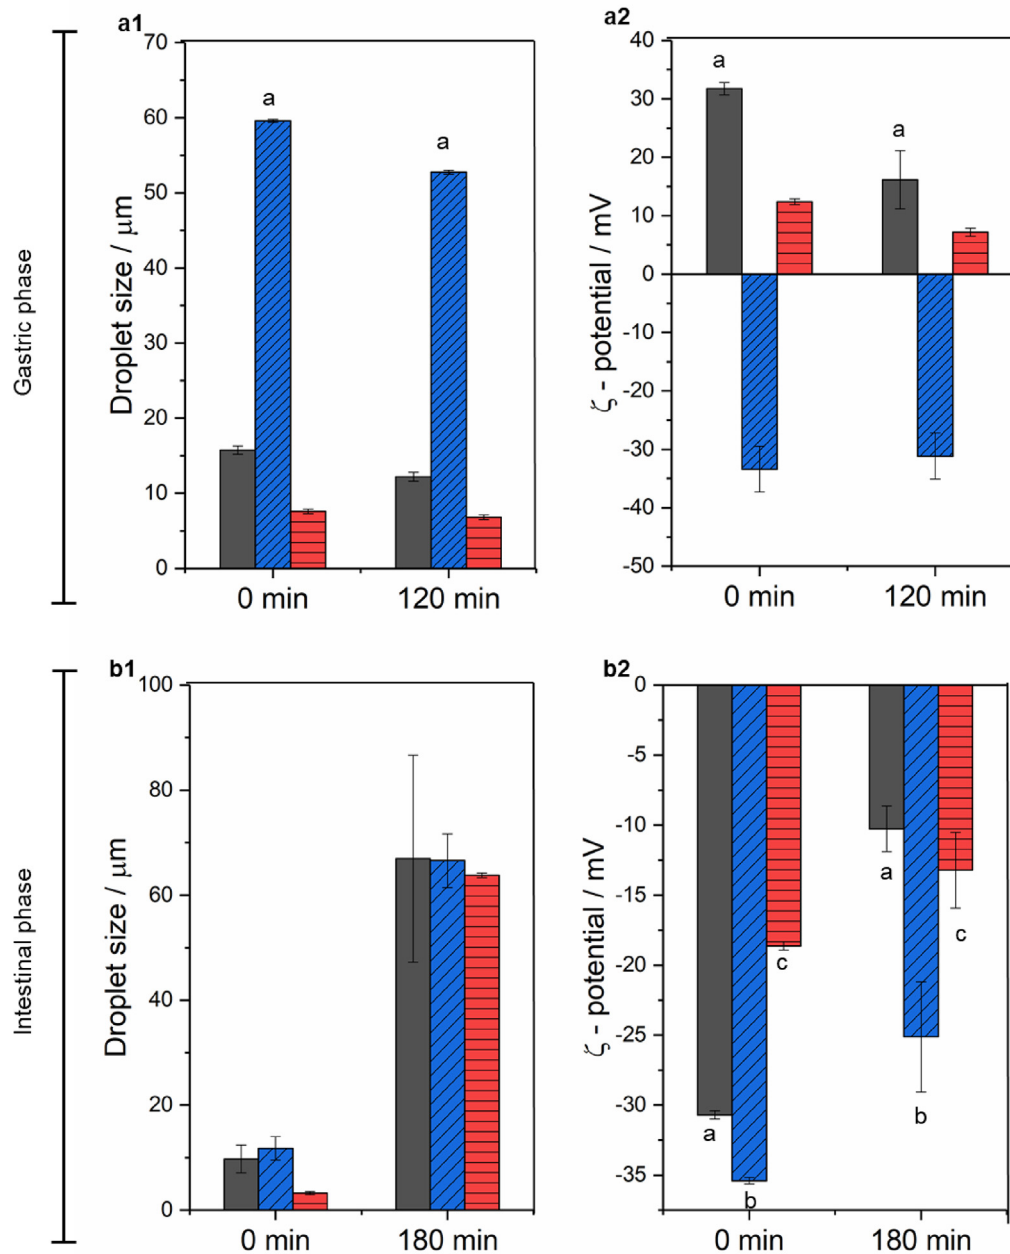 Gastric phase
a1
Droplet size / μm
70
60
50
40
30
20
10
0
a
a
0 min
120 min
a2
ζ - potential / mV
40
30
20
10
0
-10
-20
-30
-40
-50
a
a
0 min
120 min
Intestinal phase
b1
Droplet size / μm
100
80
60
40
20
0
0 min
180 min
b2
ζ - potential / mV
0
-5
-10
-15
-20
-25
-30
-35
a
b
c
a
b
c
0 min
180 min